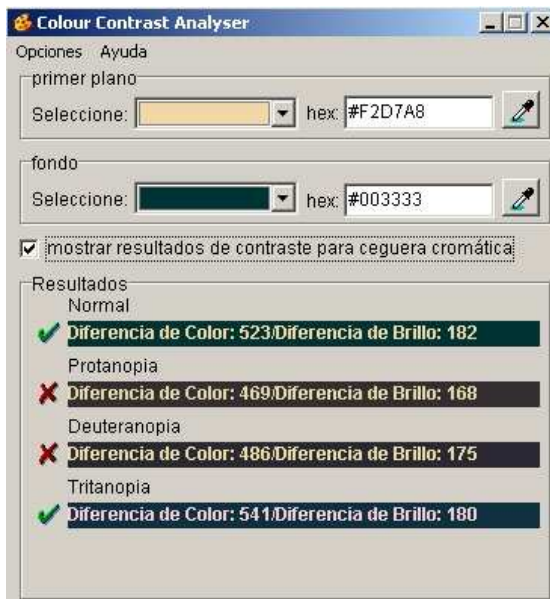 Colour Contrast Analyser
Opciones Ayuda
primer plano
Seleccione: hex: #F2D7A8
fondo
Seleccione: hex: #003333
mostrar resultados de contraste para ceguera cromática
Resultados
Normal
Diferencia de Color: 523/Diferencia de Brillo: 182
Protanopia
Diferencia de Color: 469/Diferencia de Brillo: 168
Deuteranopia
Diferencia de Color: 486/Diferencia de Brillo: 175
Tritanopia
Diferencia de Color: 541/Diferencia de Brillo: 180